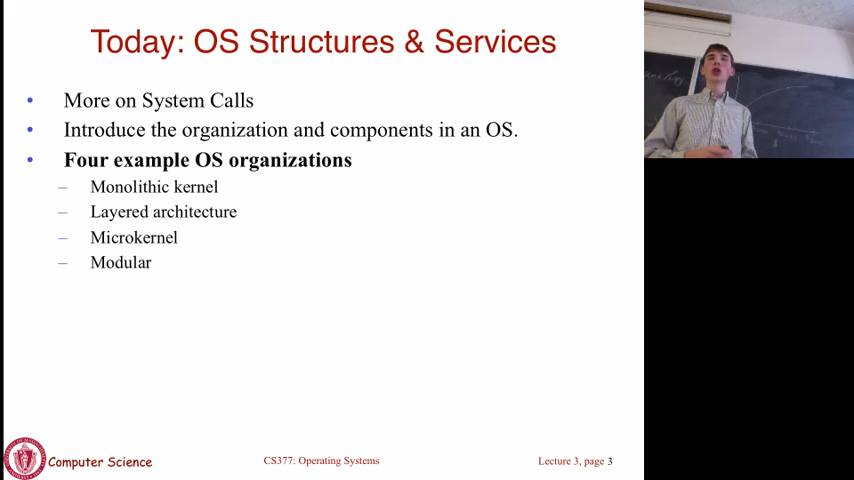 Today: OS Structures & Services
• More on System Calls
• Introduce the organization and components in an OS.
• Four example OS organizations
– Monolithic kernel
– Layered architecture
– Microkernel
– Modular
Computer Science
CS377: Operating Systems
Lecture 3, page 3